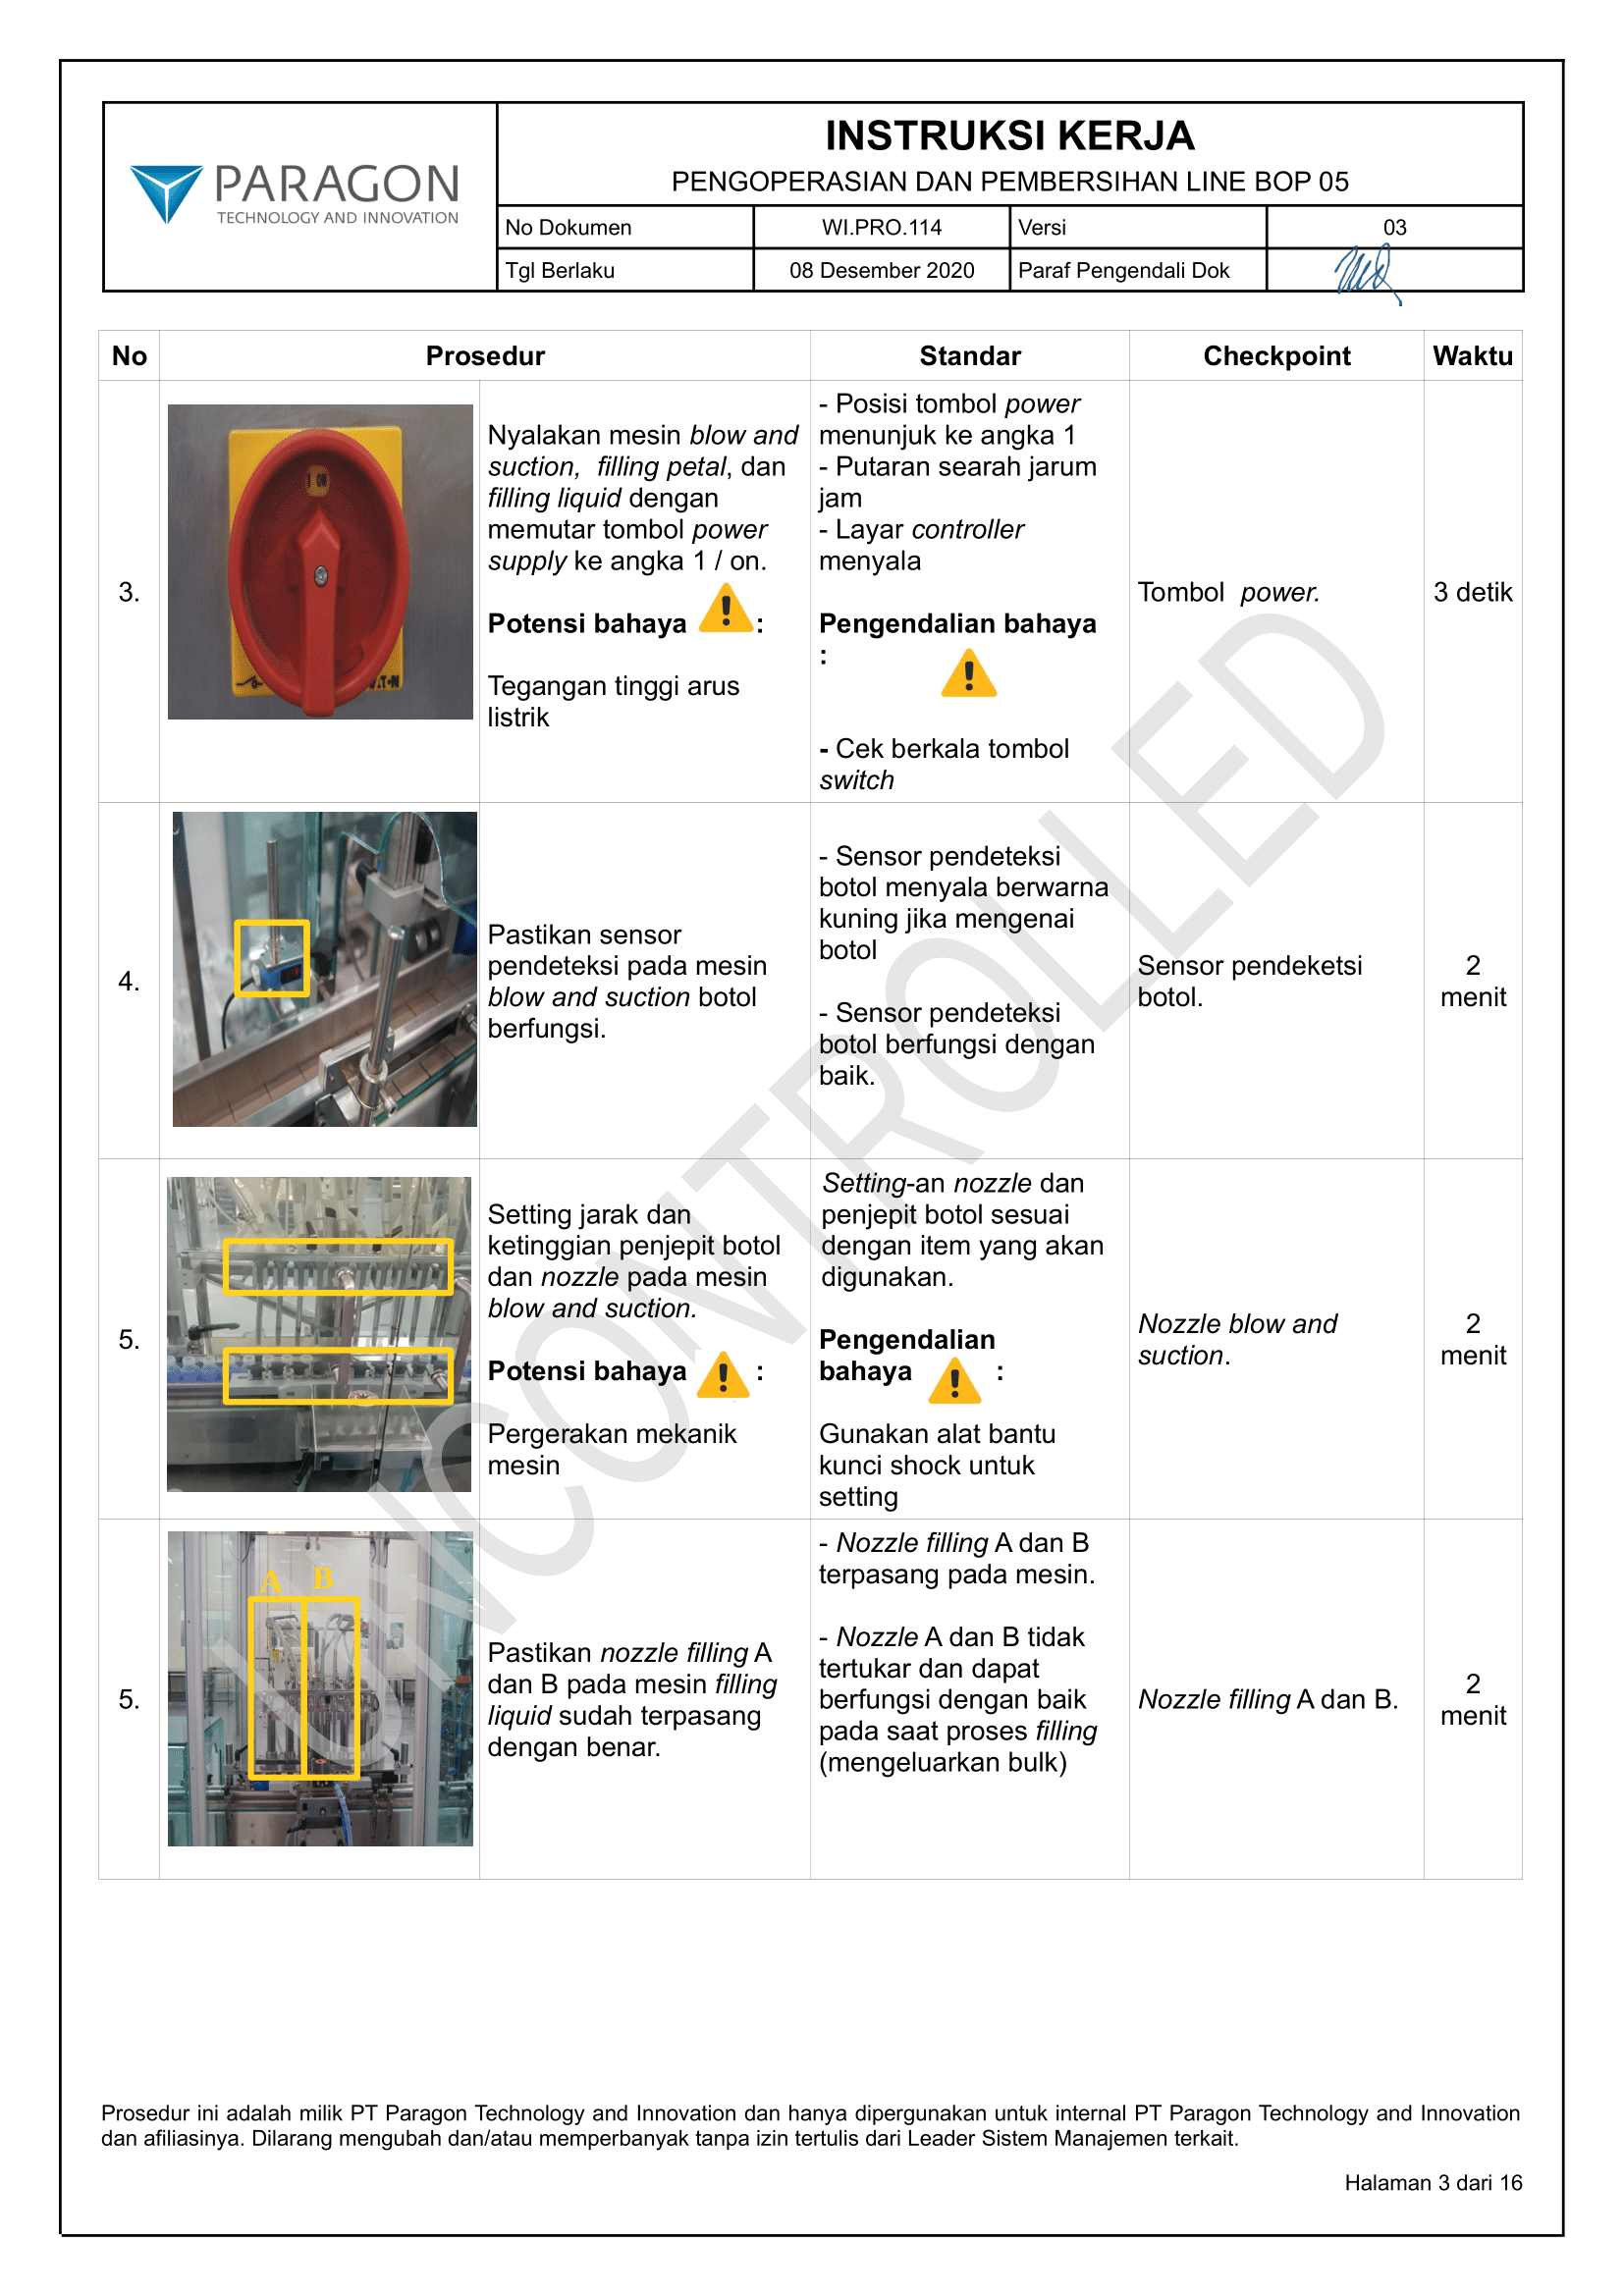 PARAGON
TECHNOLOGY AND INNOVATION
INSTRUKSI KERJA
PENGOPERASIAN DAN PEMBERSIHAN LINE BOP 05
No Dokumen WI.PRO.114 Versi 03
Tgl Berlaku 08 Desember 2020 Paraf Pengendali Dok
No Prosedur Standar Checkpoint Waktu
3.
I ON
Nyalakan mesin blow and
suction, filling petal, dan
filling liquid dengan
memutar tombol power
supply ke angka 1 / on.
Potensi bahaya :
Tegangan tinggi arus
listrik
- Posisi tombol power
menunjuk ke angka 1
- Putaran searah jarum
jam
- Layar controller
menyala
Pengendalian bahaya
:
- Cek berkala tombol
switch
Tombol power.
3 detik
4.
Pastikan sensor
pendeteksi pada mesin
blow and suction botol
berfungsi.
- Sensor pendeteksi
botol menyala berwarna
kuning jika mengenai
botol
- Sensor pendeteksi
botol berfungsi dengan
baik.
Sensor pendeketsi
botol.
2
menit
5.
Setting jarak dan
ketinggian penjepit botol
dan nozzle pada mesin
blow and suction.
Potensi bahaya :
Pergerakan mekanik
mesin
Setting-an nozzle dan
penjepit botol sesuai
dengan item yang akan
digunakan.
Pengendalian
bahaya :
Gunakan alat bantu
kunci shock untuk
setting
Nozzle blow and
suction.
2
menit
5.
A B
Pastikan nozzle filling A
dan B pada mesin filling
liquid sudah terpasang
dengan benar.
- Nozzle filling A dan B
terpasang pada mesin.
- Nozzle A dan B tidak
tertukar dan dapat
berfungsi dengan baik
pada saat proses filling
(mengeluarkan bulk)
Nozzle filling A dan B.
2
menit
UNCONTROLLED
Prosedur ini adalah milik PT Paragon Technology and Innovation dan hanya dipergunakan untuk internal PT Paragon Technology and Innovation
dan afiliasinya. Dilarang mengubah dan/atau memperbanyak tanpa izin tertulis dari Leader Sistem Manajemen terkait.
Halaman 3 dari 16